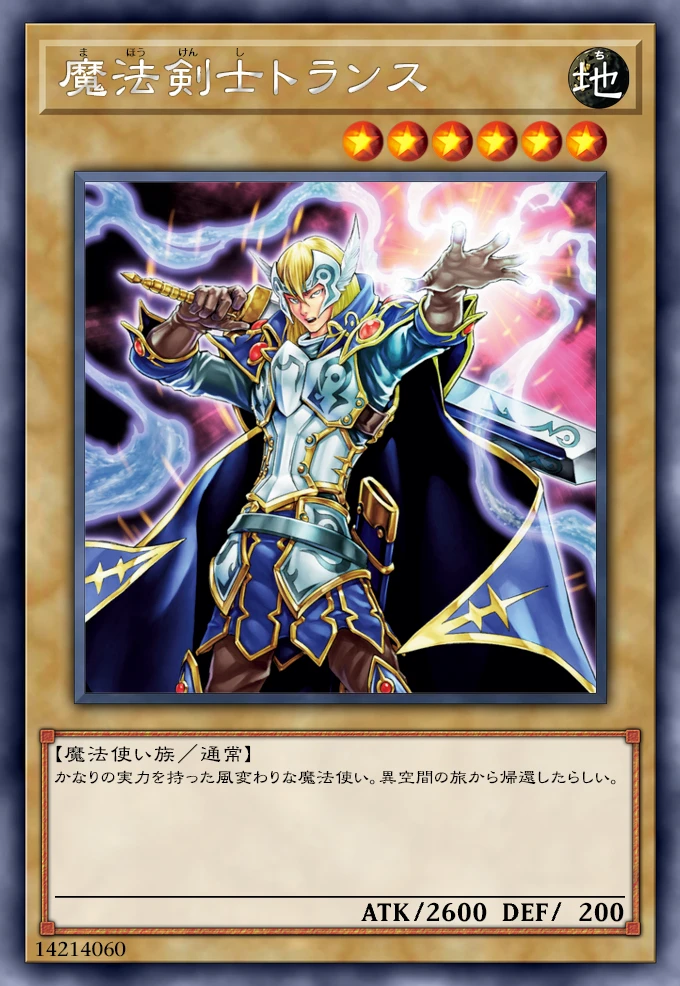 ま ほう けん し
魔法剣士トランス
ち
地
【魔法使い族／通常】
かなりの実力を持った風変わりな魔法使い。異空間の旅から帰還したらしい。
ATK/2600 DEF/ 200
14214060